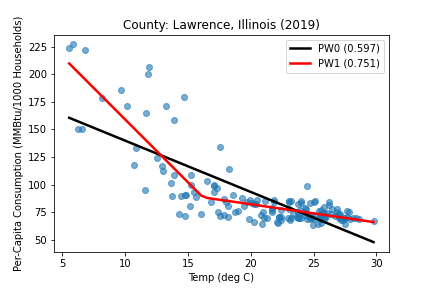 County: Lawrence, Illinois (2019)
PW0 (0.597)
PW1 (0.751)
Per-Capita Consumption (MMBtu/1000 Households)
225
200
175
150
125
100
75
50
5 10 15 20 25 30
Temp (deg C)